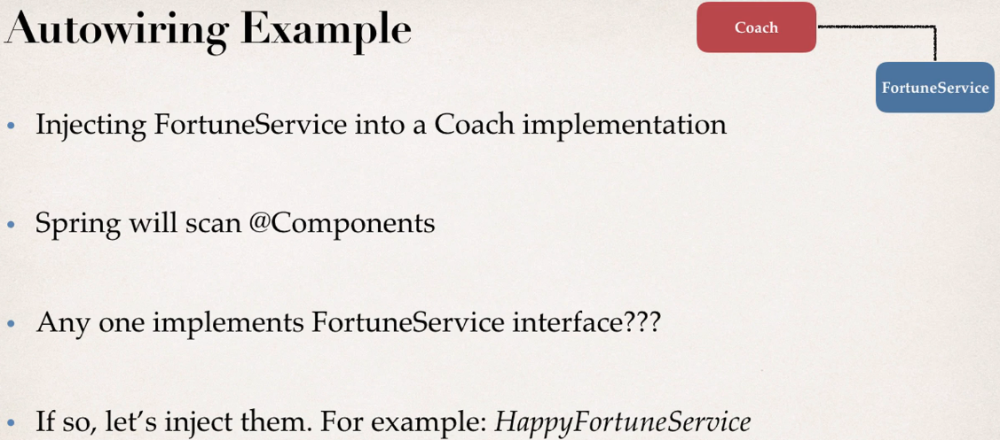 Autowiring Example
Coach
FortuneService
Injecting FortuneService into a Coach implementation
Spring will scan @Components
Any one implements FortuneService interface???
If so, let’s inject them. For example: HappyFortuneService